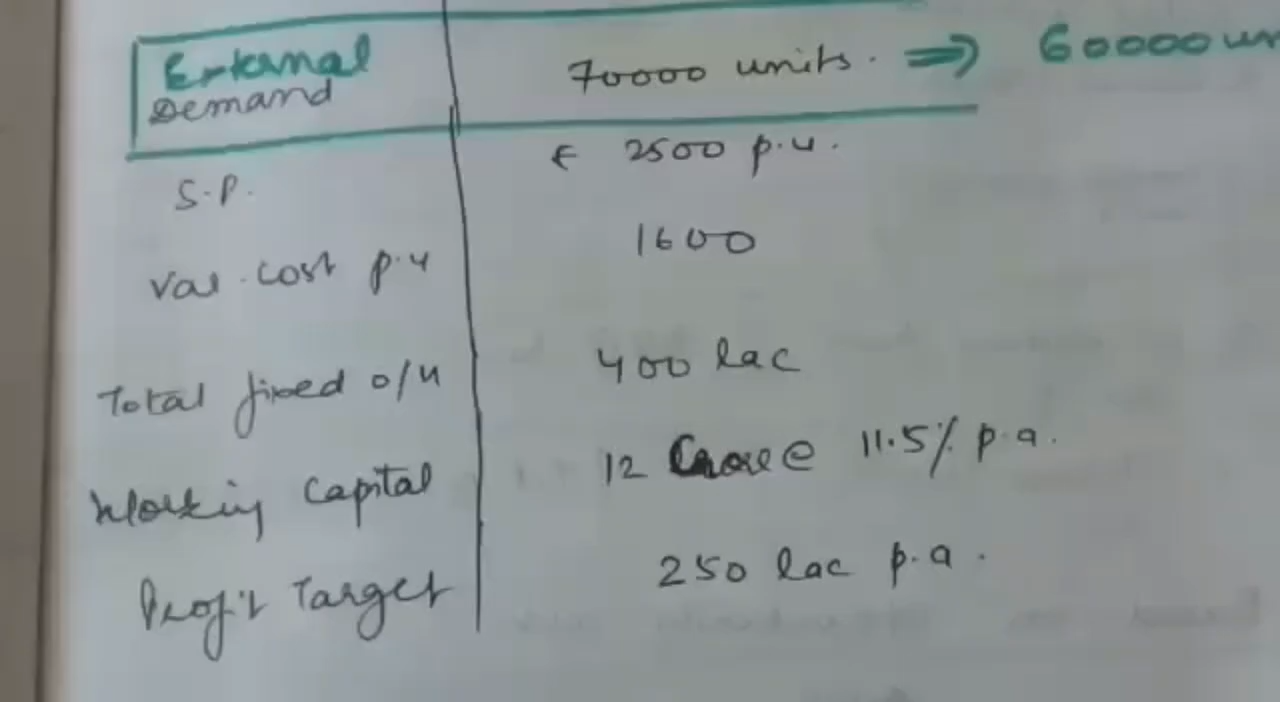 External Demand 70000 units. ⇒ 60000 un
S.P. ₹ 2500 p.u.
Var. cost p.u 1600
Total fixed o/H 400 lac
Working Capital 12 Crore @ 11.5% p.a.
Profit Target 250 lac p.a.